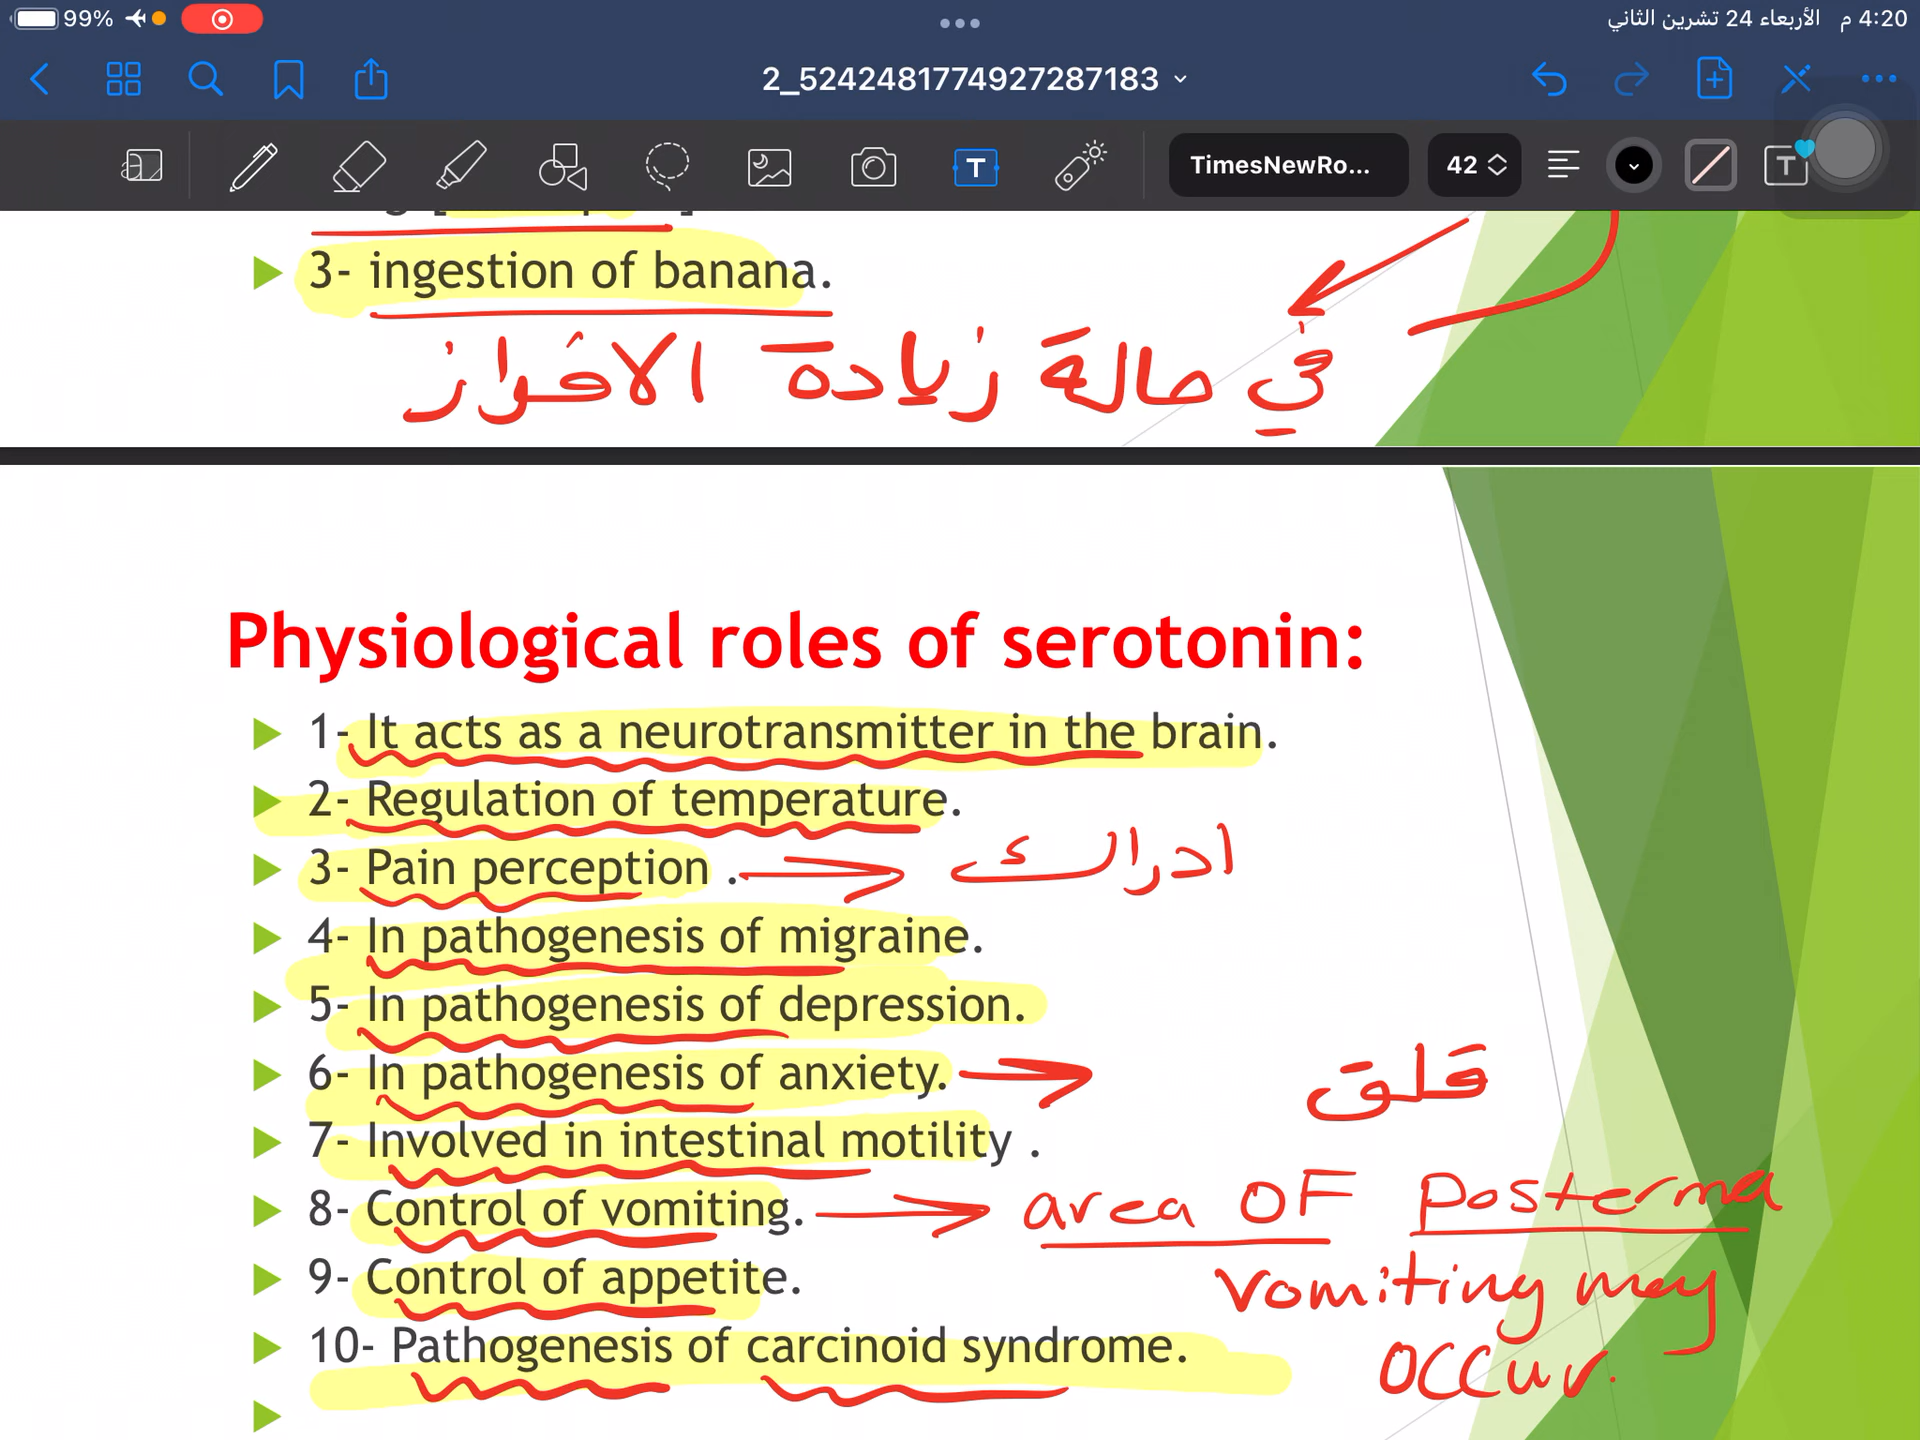 99%
4:20 م الأربعاء 24 تشرين الثاني
2_5242481774927287183
TimesNewRo... 42
3- ingestion of banana.
في حالة زيادة الافراز
Physiological roles of serotonin:
1- It acts as a neurotransmitter in the brain.
2- Regulation of temperature.
3- Pain perception . ادراك
4- In pathogenesis of migraine.
5- In pathogenesis of depression.
6- In pathogenesis of anxiety. قلق
7- Involved in intestinal motility .
8- Control of vomiting. area OF posterma
vomiting may
9- Control of appetite.
occur.
10- Pathogenesis of carcinoid syndrome.